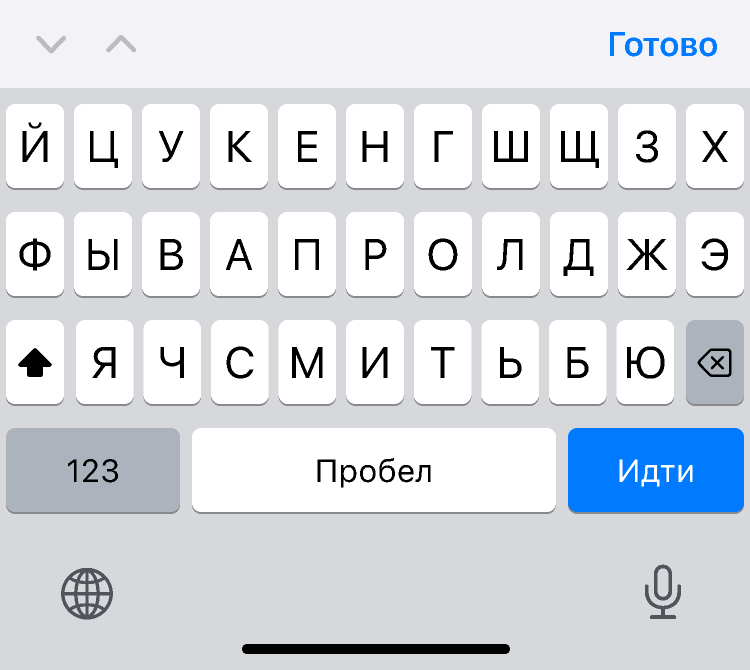 Готово
Й Ц У К Е Н Г Ш Щ З Х
Ф Ы В А П Р О Л Д Ж Э
Я Ч С М И Т Ь Б Ю
123 Пробел Идти